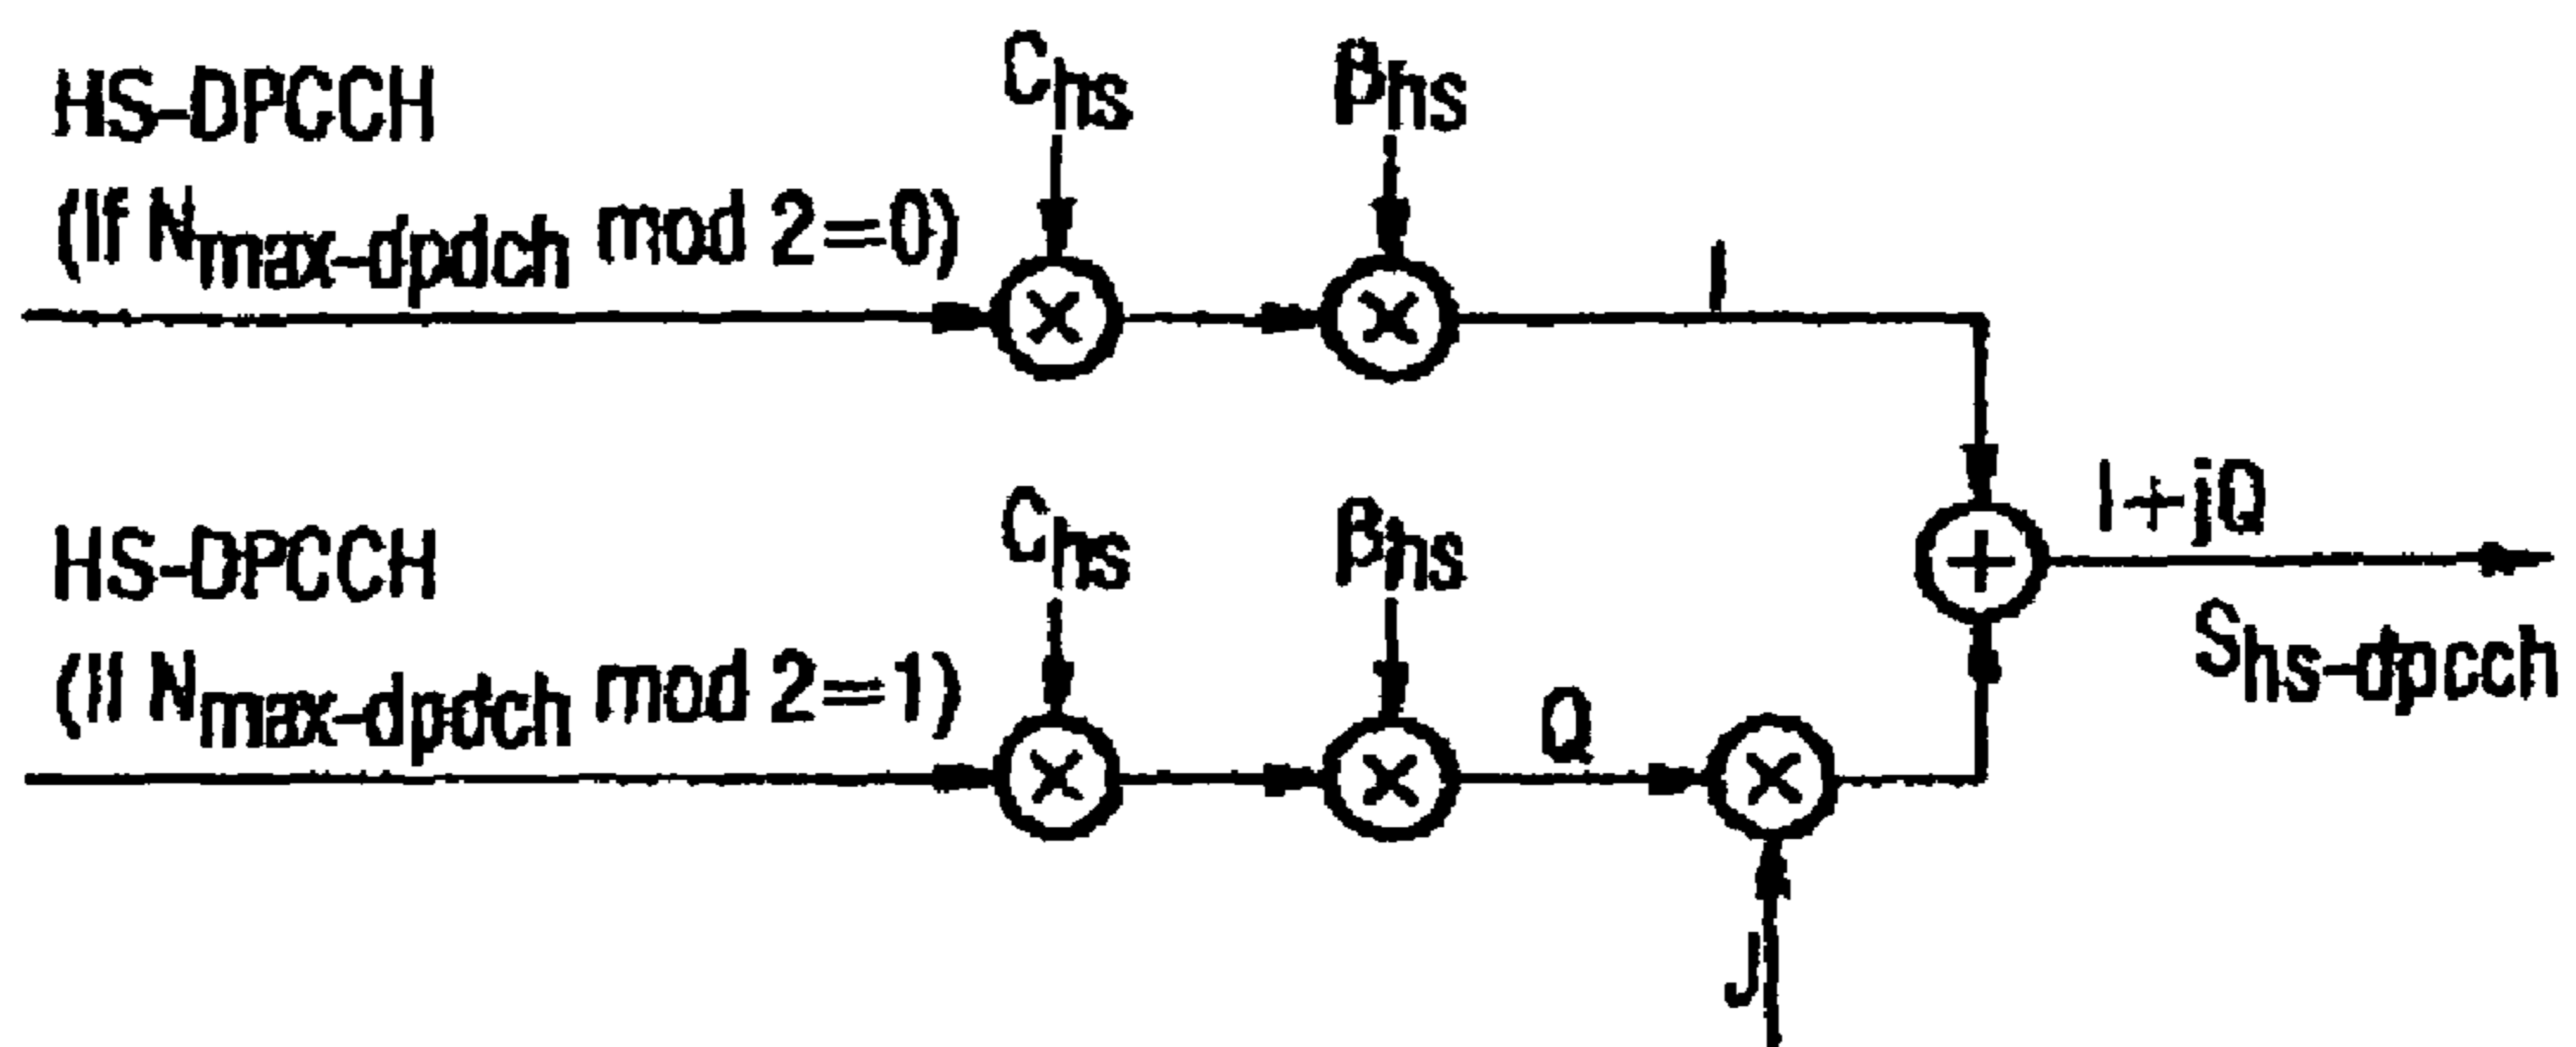 HS-DPCCH
(If Nmax-dpdch mod 2=0)
Chs
βhs
I
HS-DPCCH
(If Nmax-dpdch mod 2=1)
Chs
βhs
Q
J
I+jQ
Shs-dpcch